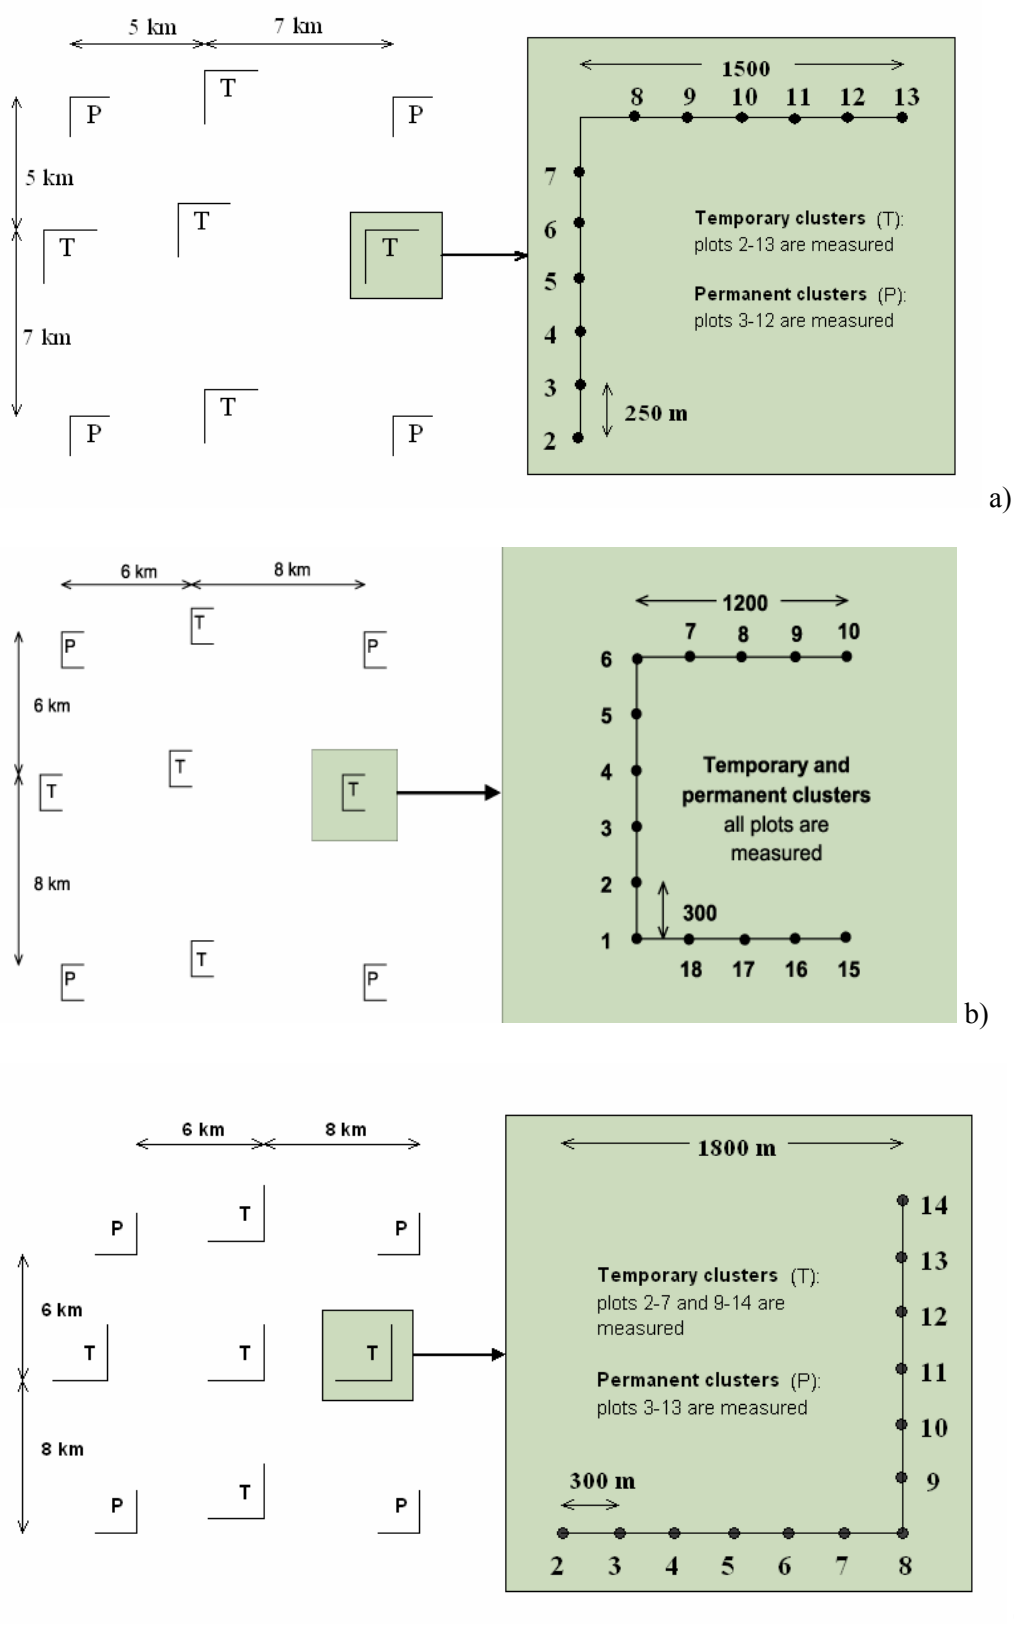 5 km 7 km
T
P P
5 km
T
T T
7 km
T
P P
1500
8 9 10 11 12 13
7
6
5
4
3
2
250 m
Temporary clusters (T):
plots 2-13 are measured
Permanent clusters (P):
plots 3-12 are measured
a)
6 km 8 km
T
P P
6 km
T
T T
8 km
T
P P
1200
7 8 9 10
6
5
4
3
2
1
Temporary and
permanent clusters
all plots are
measured
300
18 17 16 15
b)
6 km 8 km
T
P P
6 km
T T T
8 km
T
P P
1800 m
14
13
12
11
10
9
Temporary clusters (T):
plots 2-7 and 9-14 are
measured
Permanent clusters (P):
plots 3-13 are measured
300 m
2 3 4 5 6 7 8